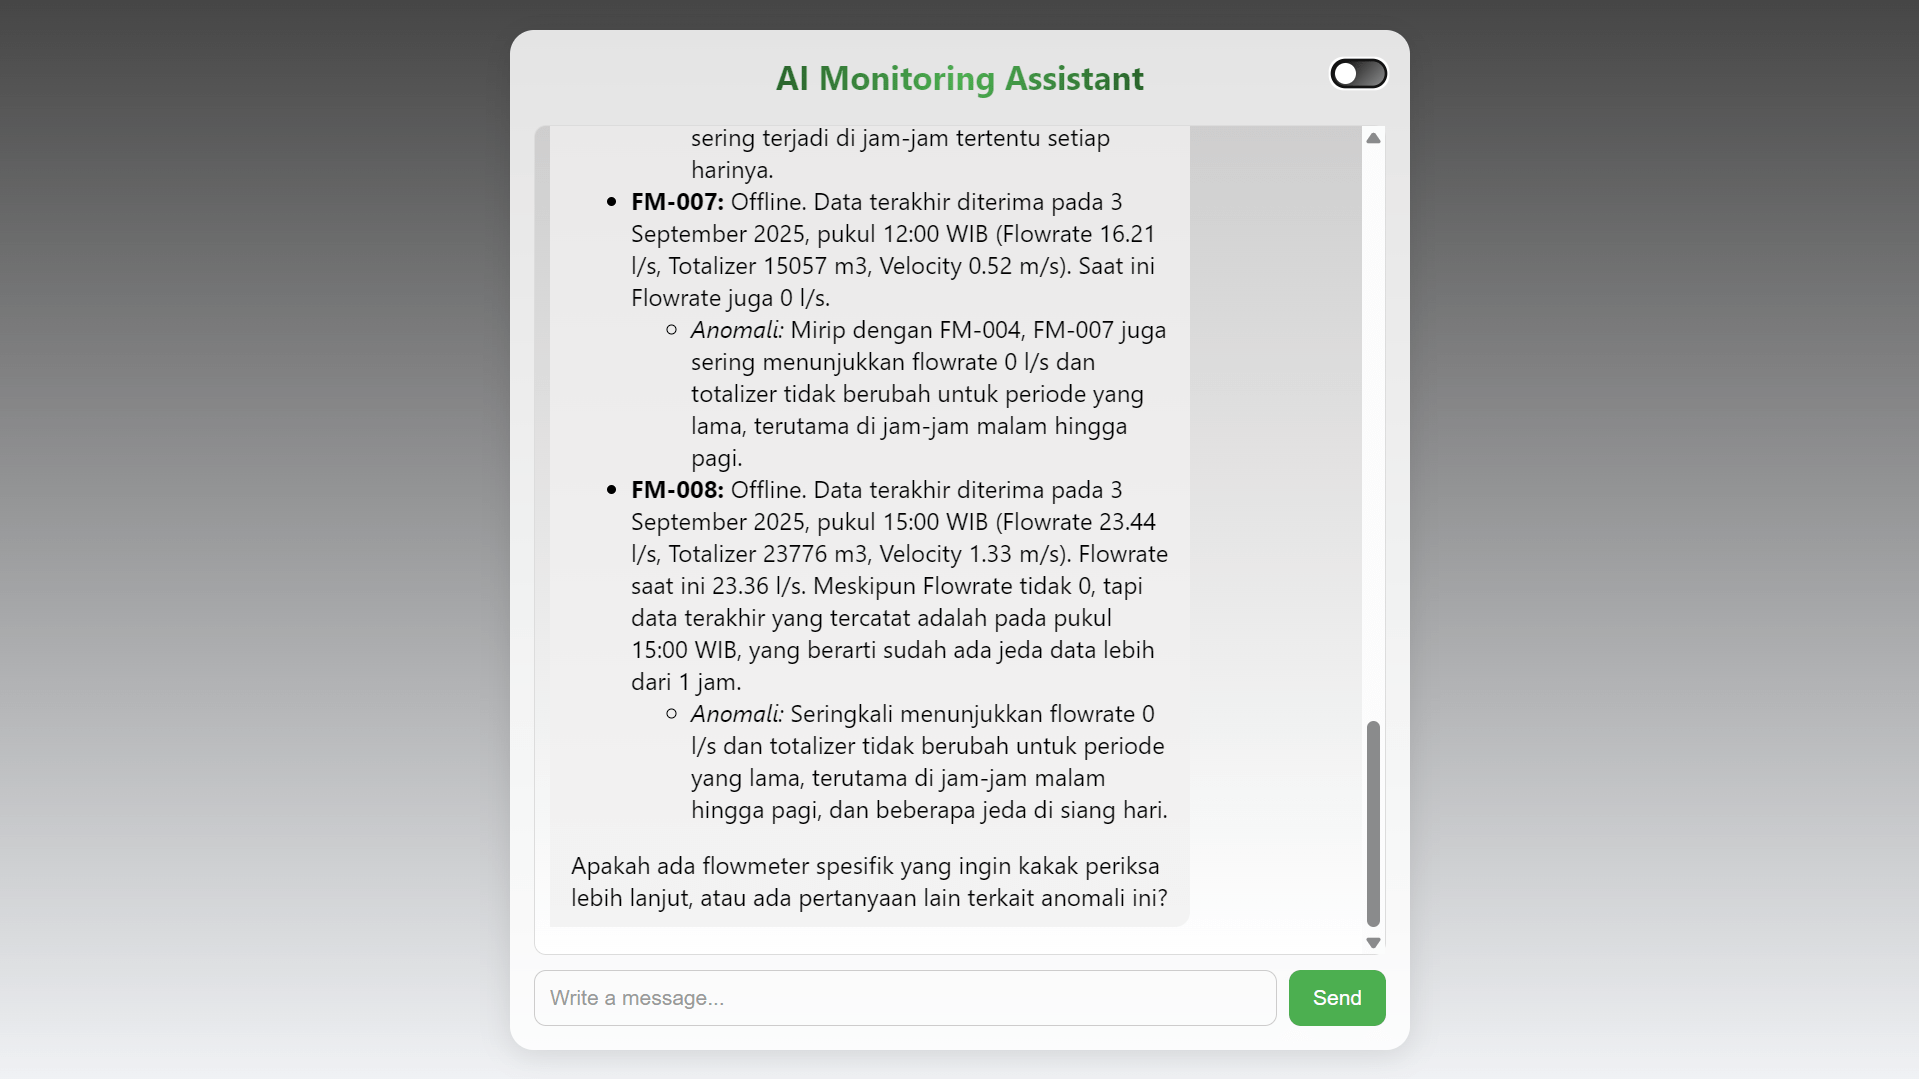 AI Monitoring Assistant
sering terjadi di jam-jam tertentu setiap
harinya.
FM-007: Offline. Data terakhir diterima pada 3
September 2025, pukul 12:00 WIB (Flowrate 16.21
l/s, Totalizer 15057 m3, Velocity 0.52 m/s). Saat ini
Flowrate juga 0 l/s.
Anomali: Mirip dengan FM-004, FM-007 juga
sering menunjukkan flowrate 0 l/s dan
totalizer tidak berubah untuk periode yang
lama, terutama di jam-jam malam hingga
pagi.
FM-008: Offline. Data terakhir diterima pada 3
September 2025, pukul 15:00 WIB (Flowrate 23.44
l/s, Totalizer 23776 m3, Velocity 1.33 m/s). Flowrate
saat ini 23.36 l/s. Meskipun Flowrate tidak 0, tapi
data terakhir yang tercatat adalah pada pukul
15:00 WIB, yang berarti sudah ada jeda data lebih
dari 1 jam.
Anomali: Seringkali menunjukkan flowrate 0
l/s dan totalizer tidak berubah untuk periode
yang lama, terutama di jam-jam malam
hingga pagi, dan beberapa jeda di siang hari.
Apakah ada flowmeter spesifik yang ingin kakak periksa
lebih lanjut, atau ada pertanyaan lain terkait anomali ini?
Write a message...
Send